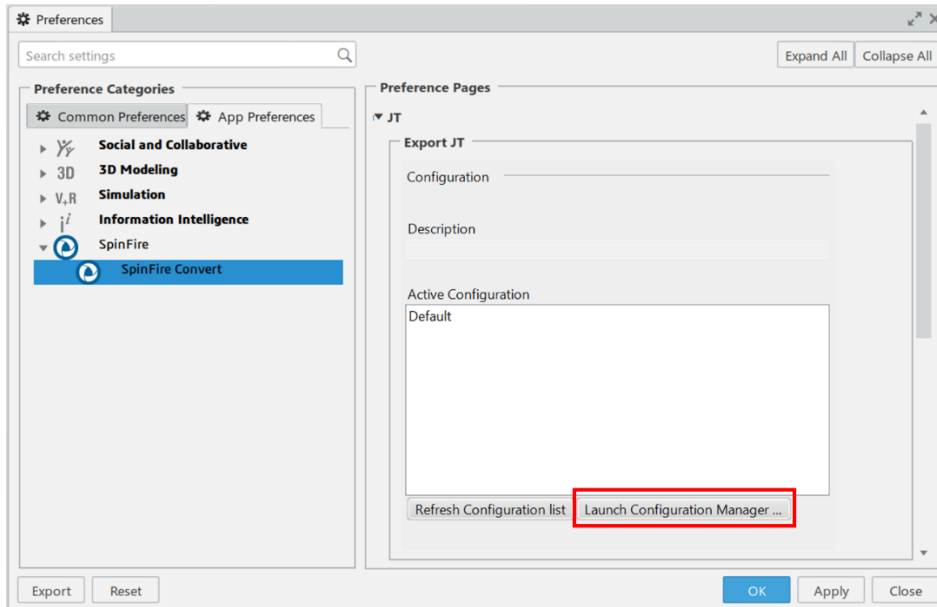 Preferences
Search settings
Expand All Collapse All
Preference Categories
Common Preferences App Preferences
Social and Collaborative
3D 3D Modeling
V+R Simulation
i i Information Intelligence
SpinFire
SpinFire Convert
Preference Pages
JT
Export JT
Configuration
Description
Active Configuration
Default
Refresh Configuration list Launch Configuration Manager ...
Export Reset
OK Apply Close